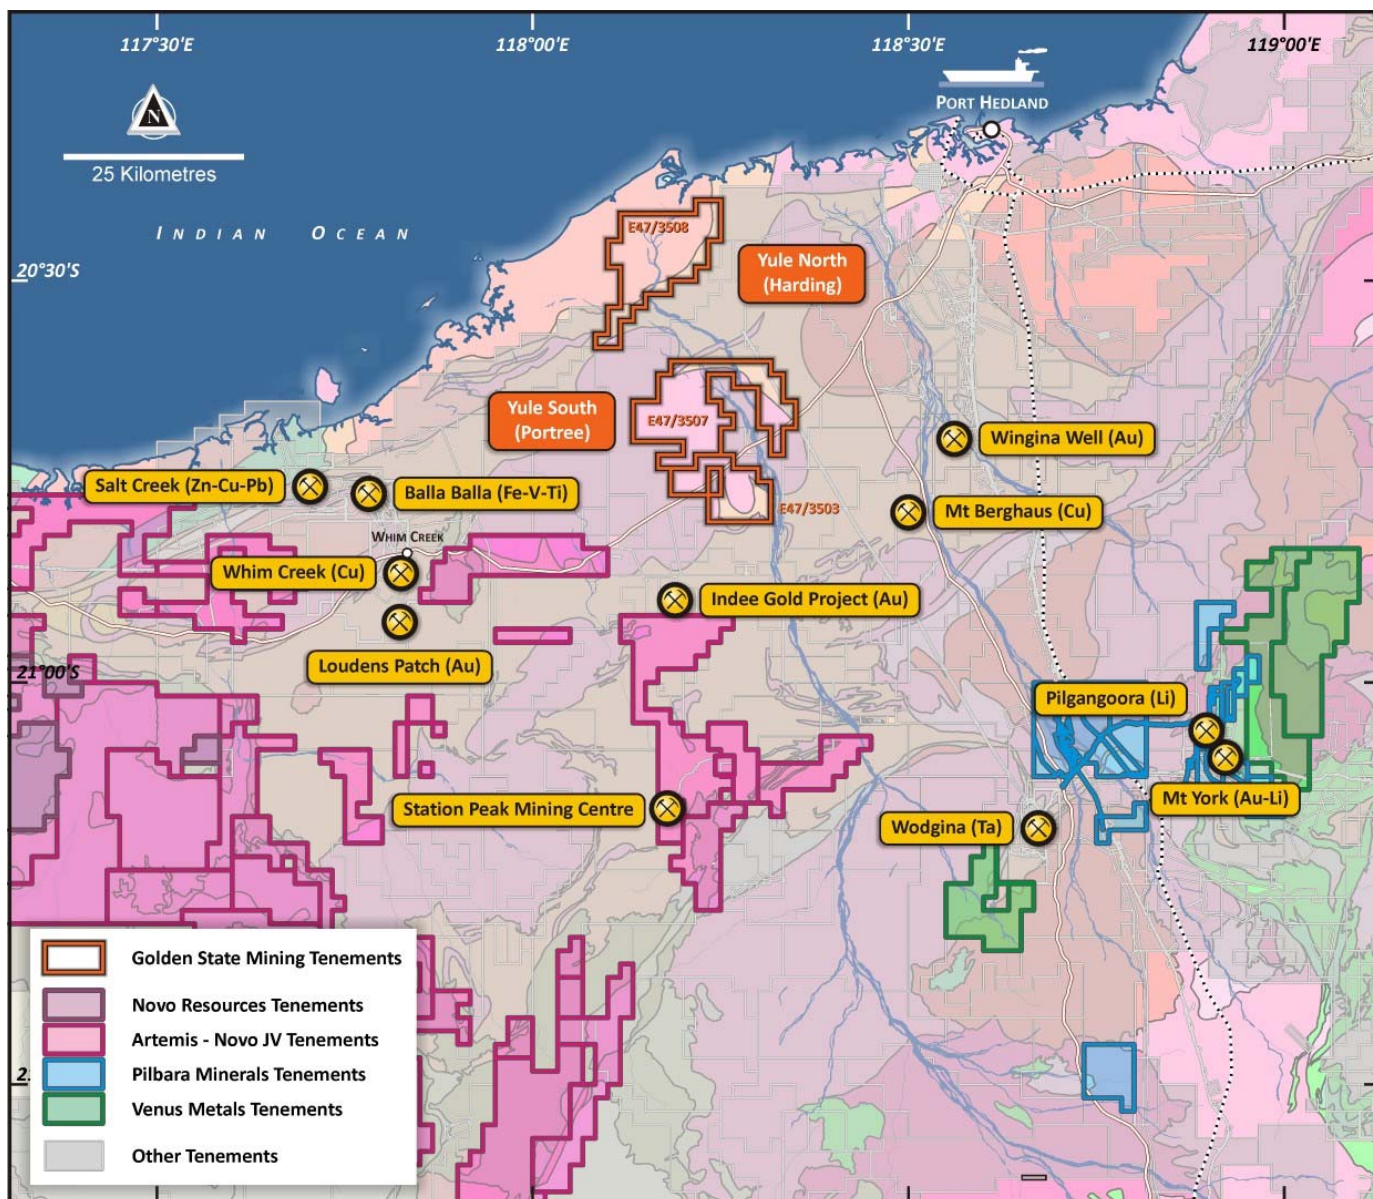 117°30'E
118°00'E
118°30'E
119°00'E
N
25 Kilometres
PORT HEDLAND
INDIAN OCEAN
E47/3508
20°30'S
Yule North
(Harding)
Yule South
(Portree)
E47/3507
Wingina Well (Au)
Salt Creek (Zn-Cu-Pb)
Balla Balla (Fe-V-Ti)
E47/3503
Mt Berghaus (Cu)
WHIM CREEK
Whim Creek (Cu)
Indee Gold Project (Au)
Loudens Patch (Au)
21°00'S
Pilgangoora (Li)
Mt York (Au-Li)
Station Peak Mining Centre
Wodgina (Ta)
Golden State Mining Tenements
Novo Resources Tenements
Artemis - Novo JV Tenements
Pilbara Minerals Tenements
Venus Metals Tenements
Other Tenements